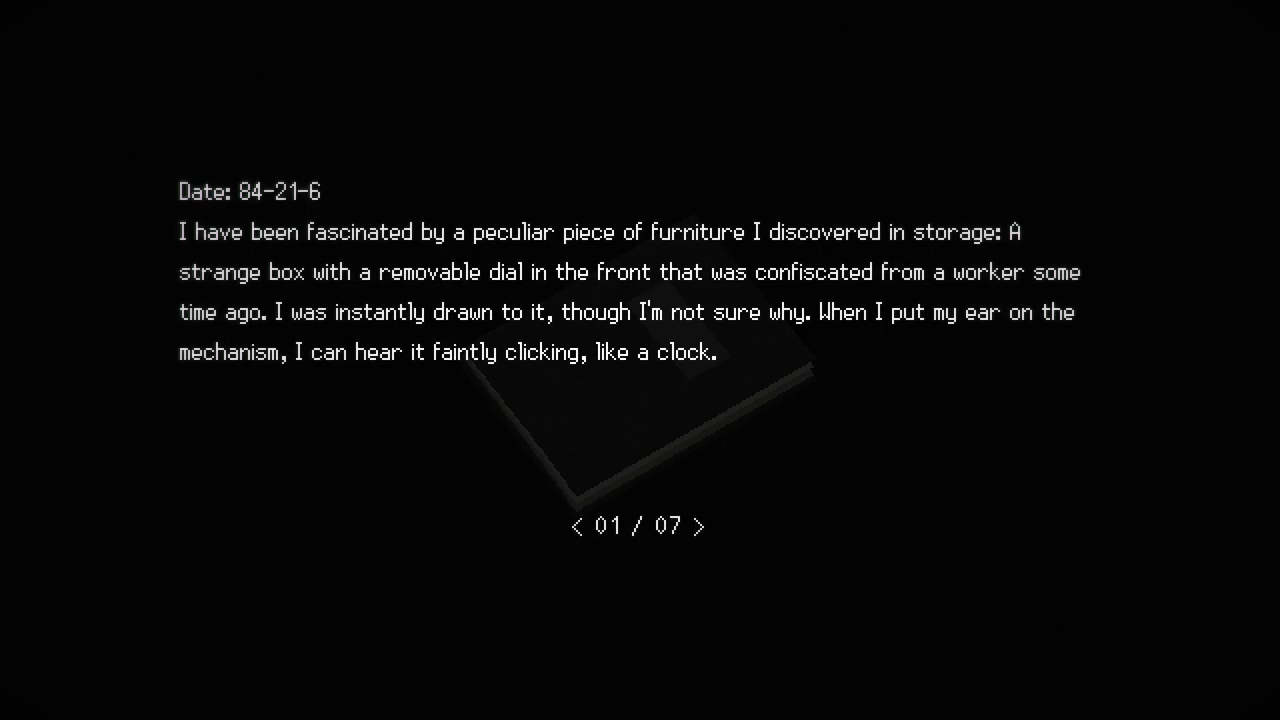 Date: 84-21-6
I have been fascinated by a peculiar piece of furniture I discovered in storage: A
strange box with a removable dial in the front that was confiscated from a worker some
time ago. I was instantly drawn to it, though I'm not sure why. When I put my ear on the
mechanism, I can hear it faintly clicking, like a clock.
< 01 / 07 >